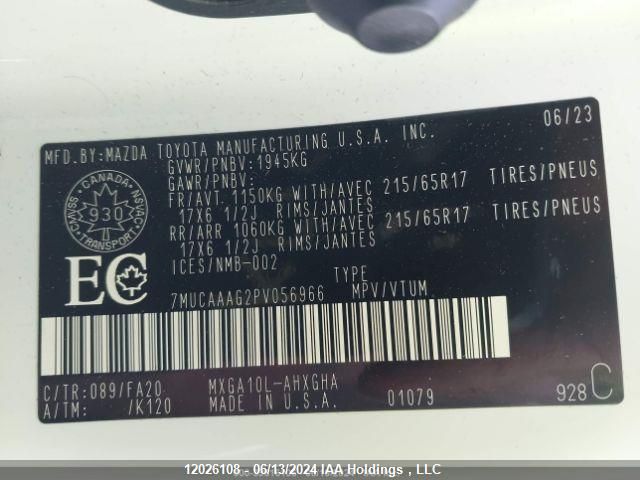 MFD.BY:MAZDA TOYOTA MANUFACTURING U.S.A. INC. 06/23
GVWR/PNBV:1945KG
GAWR/PNBV:
FR/AVT. 1150KG WITH/AVEC 215/65R17 TIRES/PNEUS
17X6 1/2J RIMS/JANTES
RR/ARR 1060KG WITH/AVEC 215/65R17 TIRES/PNEUS
17X6 1/2J RIMS/JANTES
ICES/NMB-002
CANADA
930
TRANSPORT
EC
TYPE
7MUCAAAG2PV056966 MPV/VTUM
C/TR:089/FA20 MXGA10L-AHXGHA
A/TM: /K120 MADE IN U.S.A. 01079 928 C
12026108 - 06/13/2024 IAA Holdings , LLC